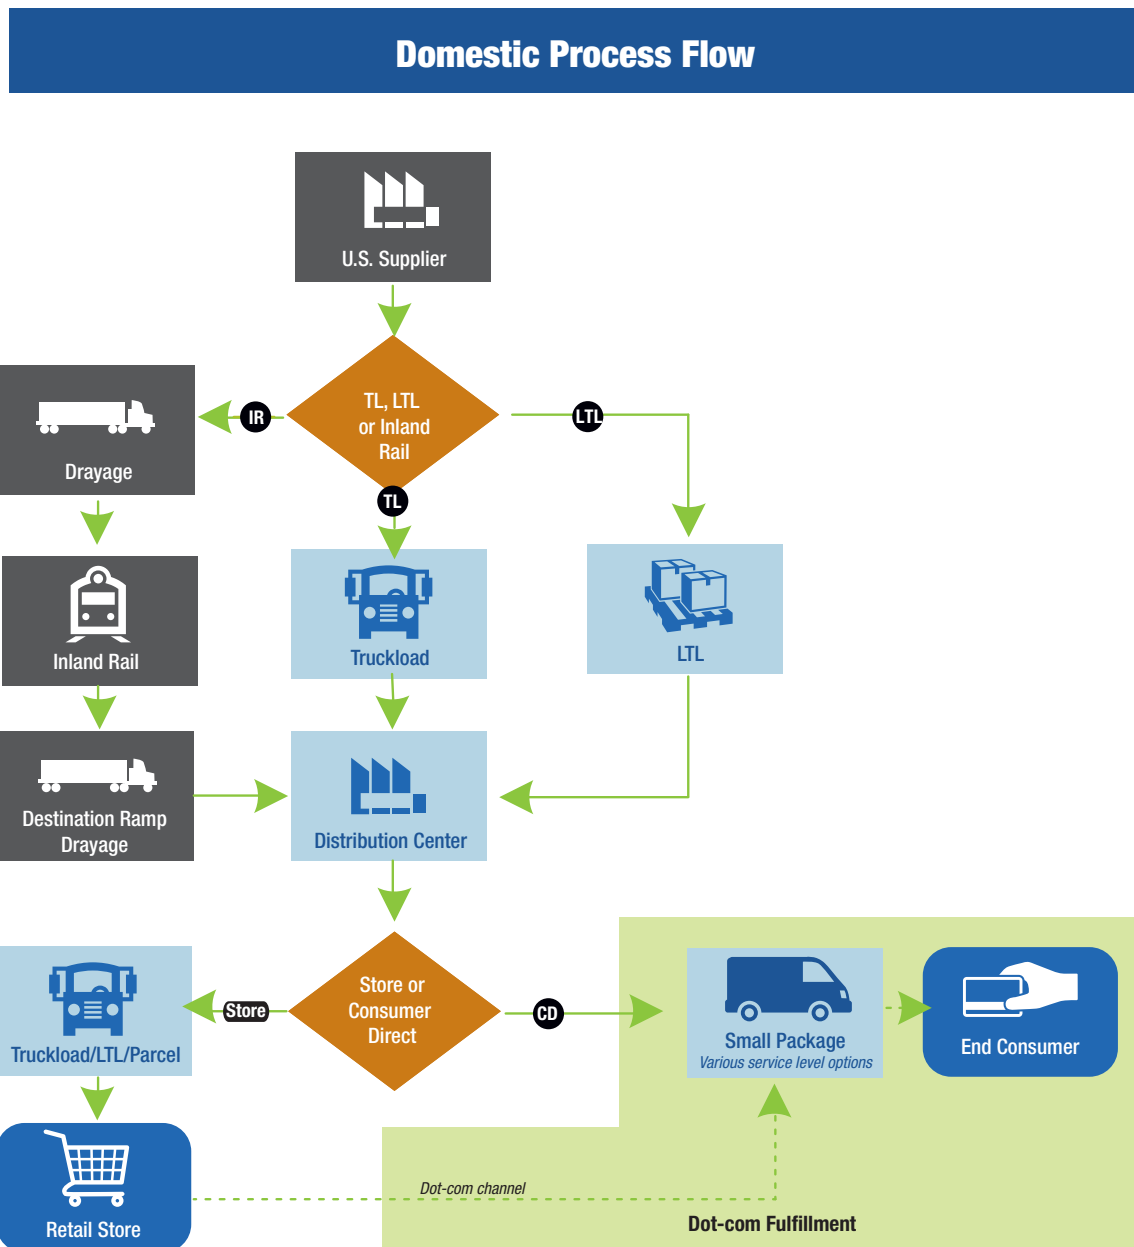 Domestic Process Flow
U.S. Supplier
TL, LTL
or Inland
Rail
IR
LTL
TL
Drayage
Inland Rail
Truckload
LTL
Destination Ramp
Drayage
Distribution Center
Store or
Consumer
Direct
Store
CD
Truckload/LTL/Parcel
Small Package
Various service level options
End Consumer
Retail Store
Dot-com channel
Dot-com Fulfillment